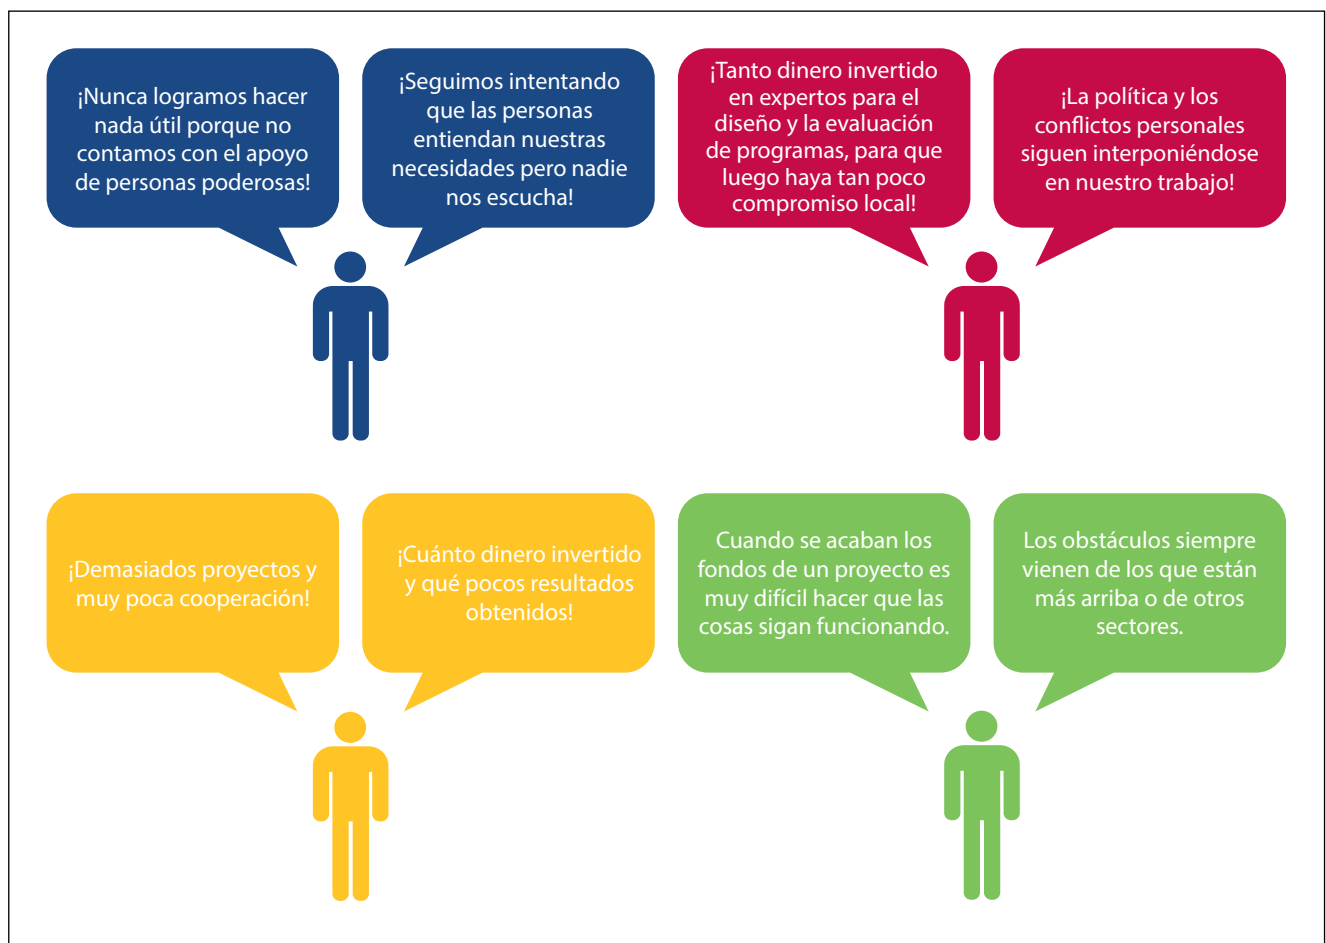 ¡Nunca logramos hacer
nada útil porque no
contamos con el apoyo
de personas poderosas!
¡Seguimos intentando
que las personas
entiendan nuestras
necesidades pero nadie
nos escucha!
¡Tanto dinero invertido
en expertos para el
diseño y la evaluación
de programas, para que
luego haya tan poco
compromiso local!
¡La política y los
conflictos personales
siguen interponiéndose
en nuestro trabajo!
¡Demasiados proyectos y
muy poca cooperación!
¡Cuánto dinero invertido
y qué pocos resultados
obtenidos!
Cuando se acaban los
fondos de un proyecto es
muy difícil hacer que las
cosas sigan funcionando.
Los obstáculos siempre
vienen de los que están
más arriba o de otros
sectores.